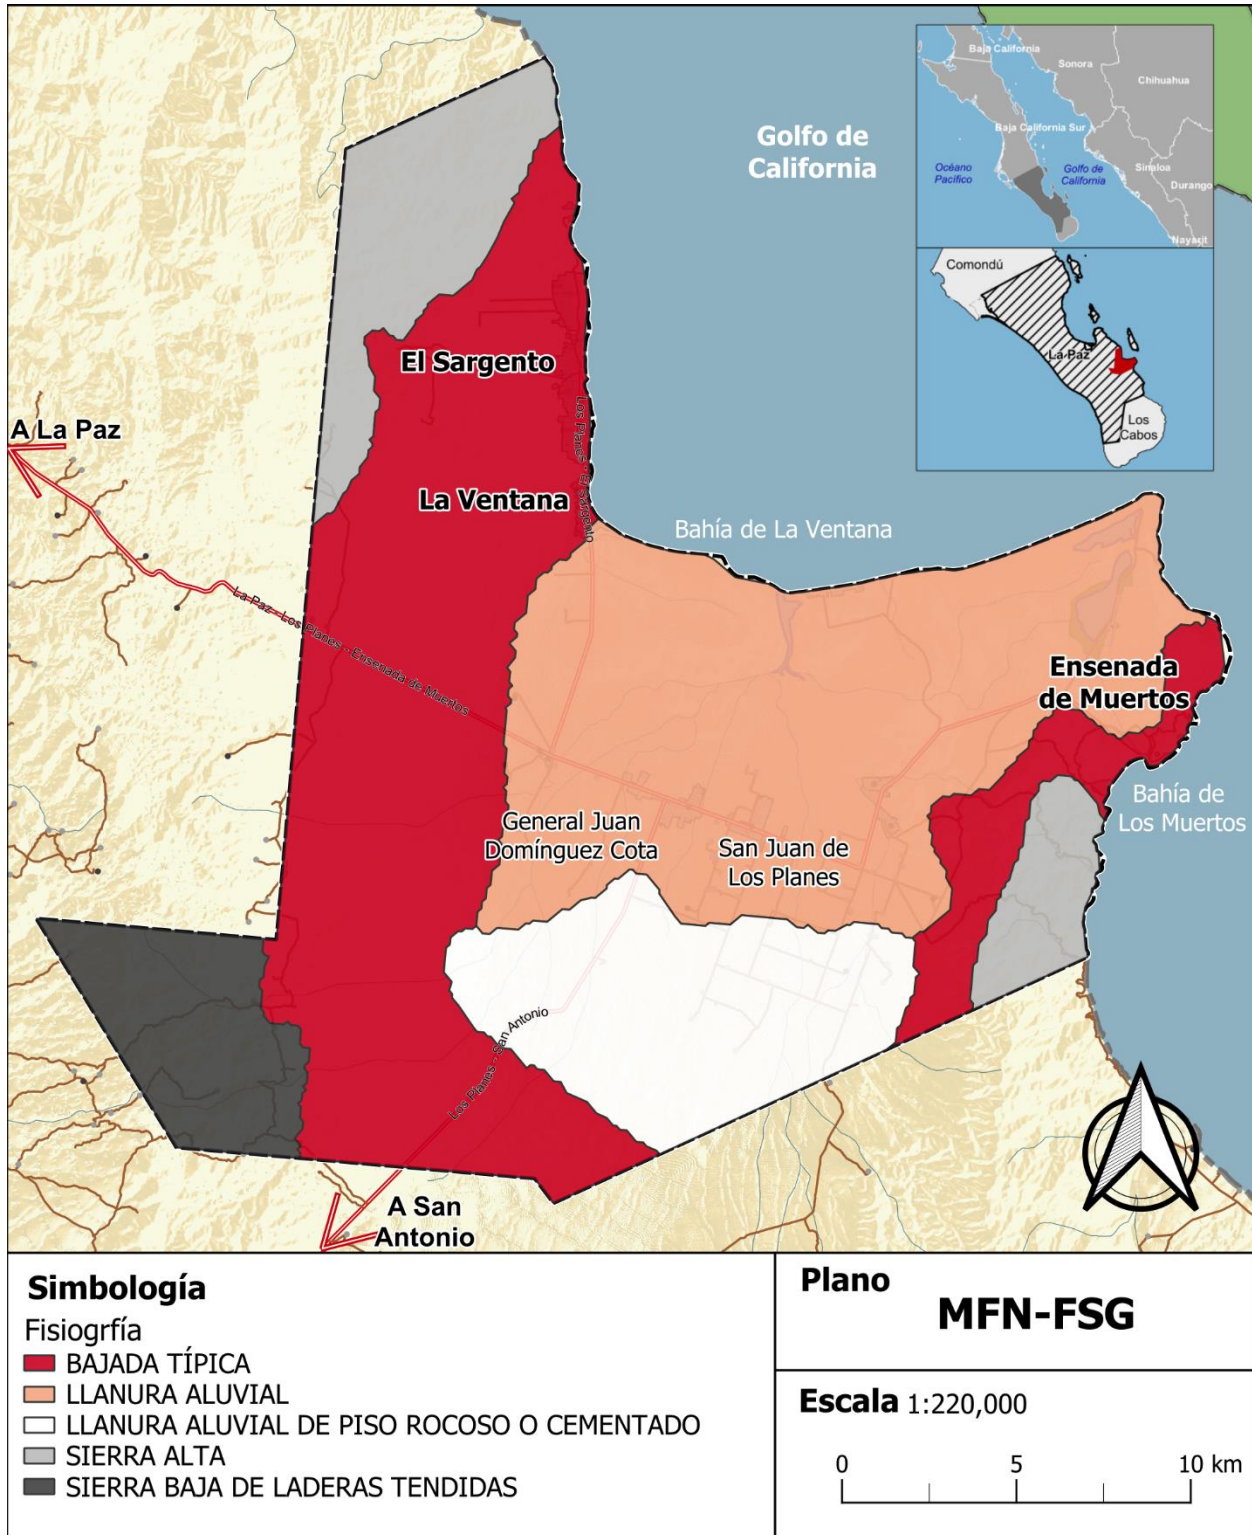 Golfo de
California
Baja California
Sonora
Chihuahua
Baja California Sur
Océano
Pacífico
Golfo de
California
Sinaloa
Durango
Nayarit
Comondú
La Paz
Los
Cabos
El Sargento
A La Paz
Los Planes - El Sargento
La Ventana
Bahía de La Ventana
La Paz - Los Planes - Ensenada de Muertos
Ensenada
de Muertos
Bahía de
Los Muertos
General Juan
Domínguez Cota
San Juan de
Los Planes
Los Planes - San Antonio
A San
Antonio
Simbología
Fisiogrfía
BAJADA TÍPICA
LLANURA ALUVIAL
LLANURA ALUVIAL DE PISO ROCOSO O CEMENTADO
SIERRA ALTA
SIERRA BAJA DE LADERAS TENDIDAS
Plano
MFN-FSG
Escala 1:220,000
0 5 10 km